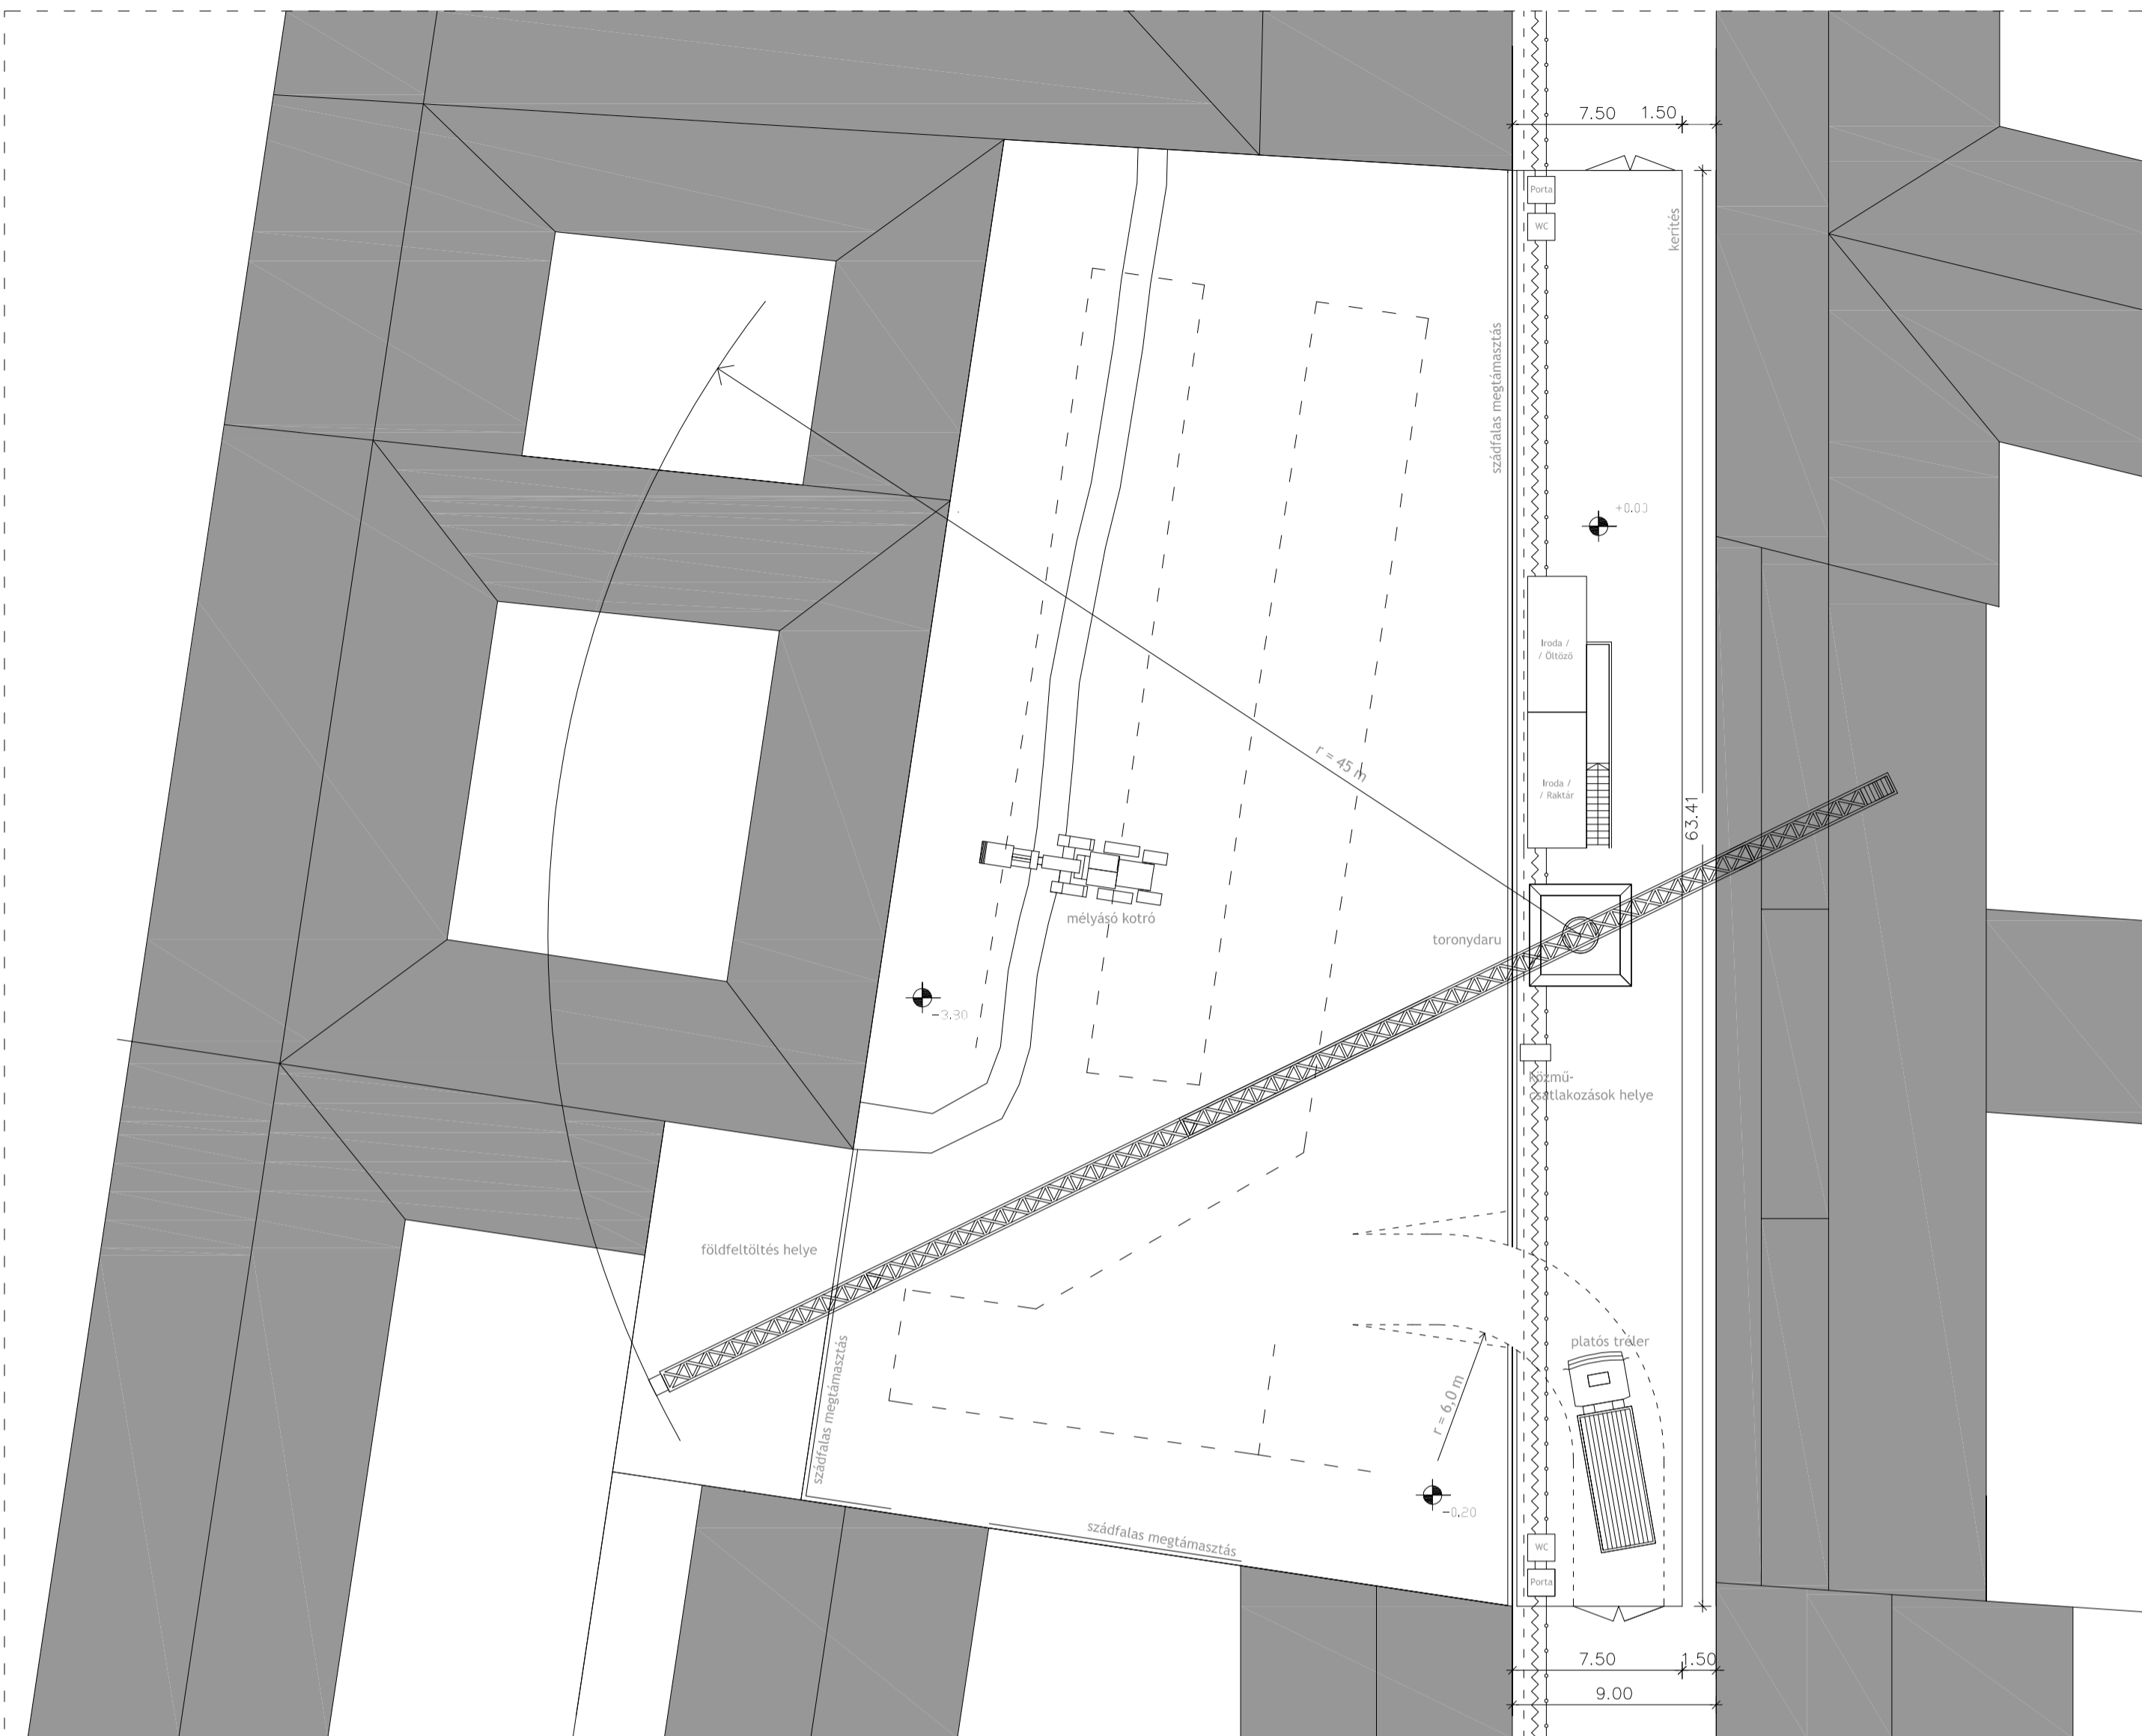 7.50 1.50
Porta
WC
kerítés
szádfalas megtámasztás
+0.00
Iroda /
/ Öltöző
r = 45 m
Iroda /
/ Raktár
63.41
mélyásó kotró
toronydaru
közmű-
csatlakozások helye
földfeltöltés helye
szádfalas megtámasztás
platós tréler
r = 6,0 m
-0.20
szádfalas megtámasztás
WC
Porta
7.50 1.50
9.00